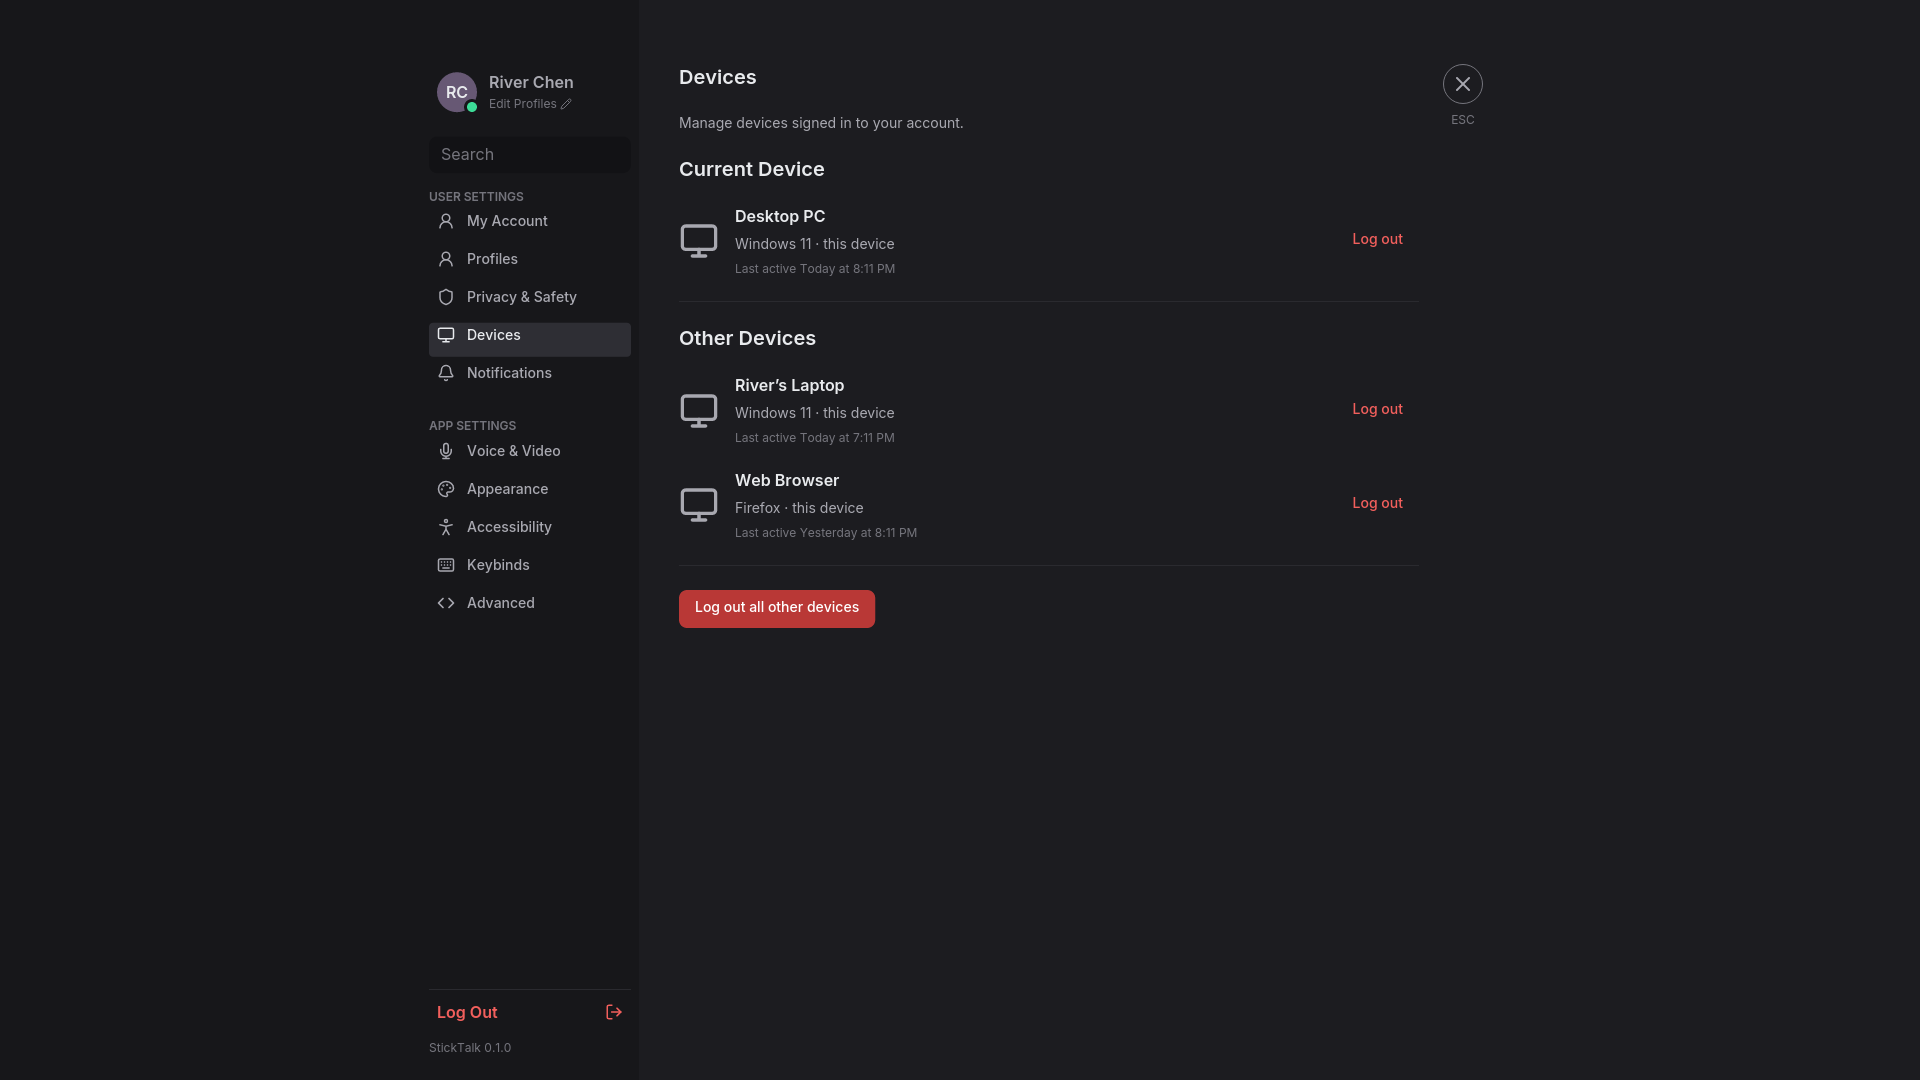 RC
River Chen
Edit Profiles
Search
USER SETTINGS
My Account
Profiles
Privacy & Safety
Devices
Notifications
APP SETTINGS
Voice & Video
Appearance
Accessibility
Keybinds
Advanced
Log Out
StickTalk 0.1.0
Devices
Manage devices signed in to your account.
Current Device
Desktop PC
Windows 11 · this device
Last active Today at 8:11 PM
Log out
Other Devices
River’s Laptop
Windows 11 · this device
Last active Today at 7:11 PM
Log out
Web Browser
Firefox · this device
Last active Yesterday at 8:11 PM
Log out
Log out all other devices
ESC